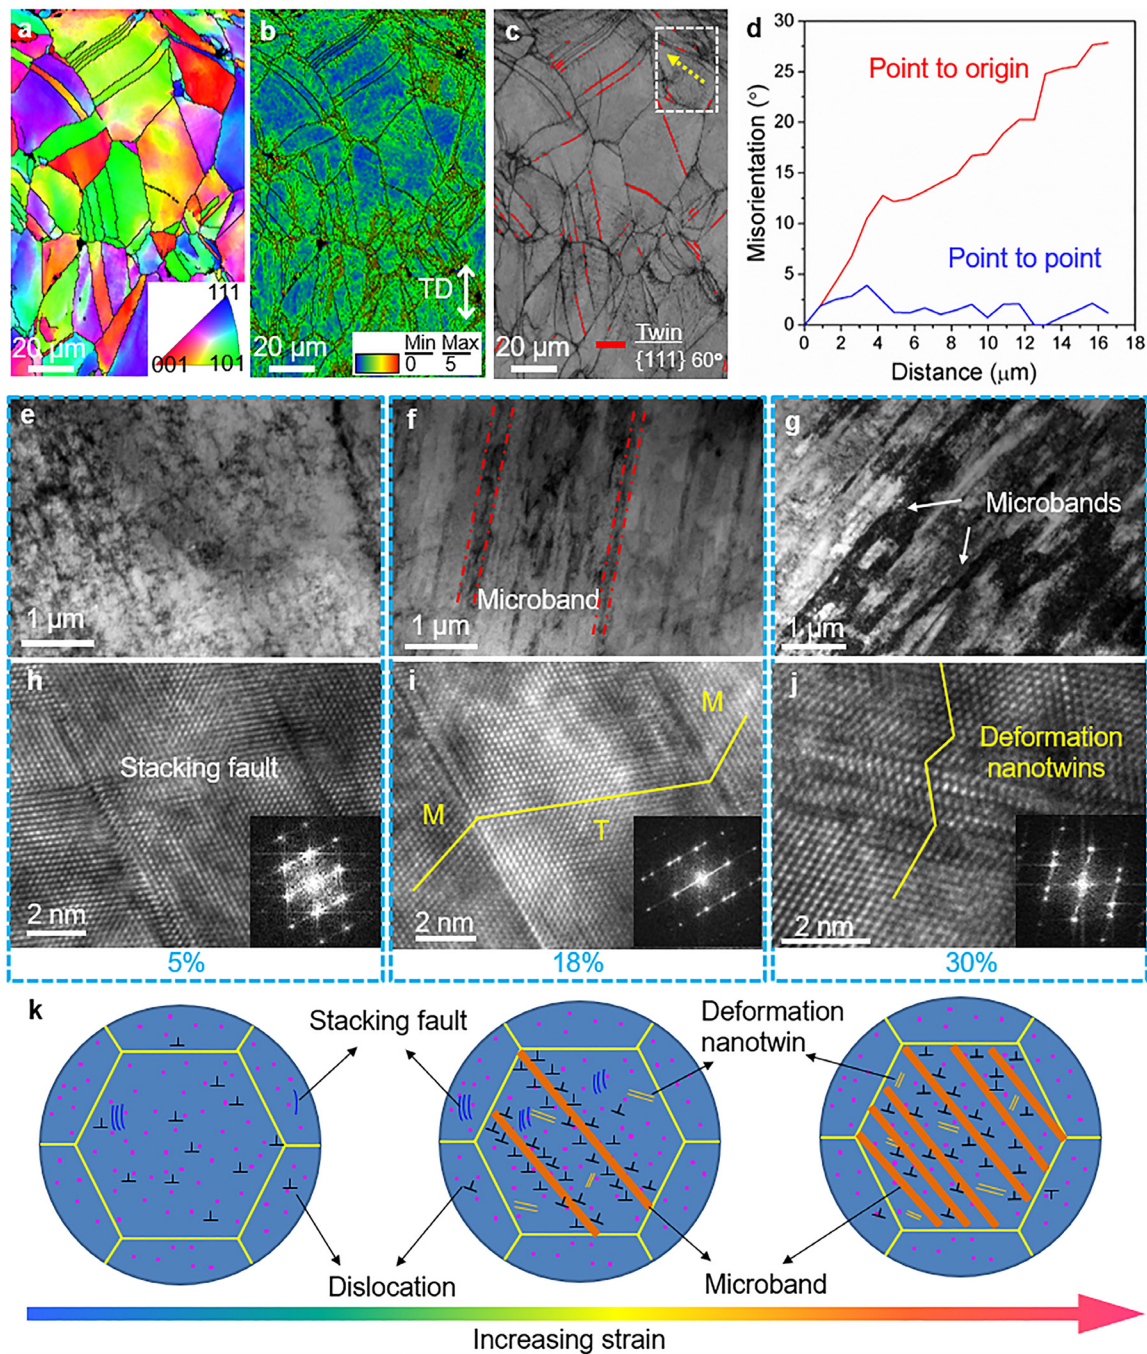 a
111
001
101
20 μm
b
TD
Min Max
0 5
20 μm
c
Twin
{111} 60°
20 μm
d
Misorientation (°)
30
25
20
15
10
5
0
Point to origin
Point to point
0 2 4 6 8 10 12 14 16 18
Distance (μm)
e
1 μm
f
Microband
1 μm
g
Microbands
1 μm
h
Stacking fault
2 nm
5%
i
M
M
T
2 nm
18%
j
Deformation
nanotwins
2 nm
30%
k
Stacking fault
Deformation
nanotwin
Dislocation
Microband
Increasing strain